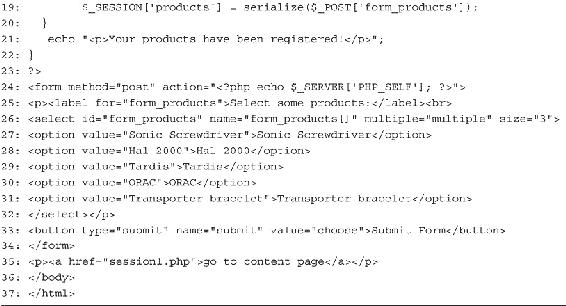 19:         $_SESSION['products'] = serialize($_POST['form_products']);
20:   }
21:    echo "<p>Your products have been registered!</p>";
22: }
23: ?>
24: <form method="post" action="<?php echo $_SERVER['PHP_SELF']; ?>">
25: <p><label for="form_products">Select some products:</label><br>
26: <select id="form_products" name="form_products[]" multiple="multiple" size="3">
27: <option value="Sonic Screwdriver">Sonic Screwdriver</option>
28: <option value="Hal 2000">Hal 2000</option>
29: <option value="Tardis">Tardis</option>
30: <option value="ORAC">ORAC</option>
31: <option value="Transporter bracelet">Transporter bracelet</option>
32: </select></p>
33: <button type="submit" name="submit" value="choose">Submit Form</button>
34: </form>
35: <p><a href="session1.php">go to content page</a></p>
36: </body>
37: </html>